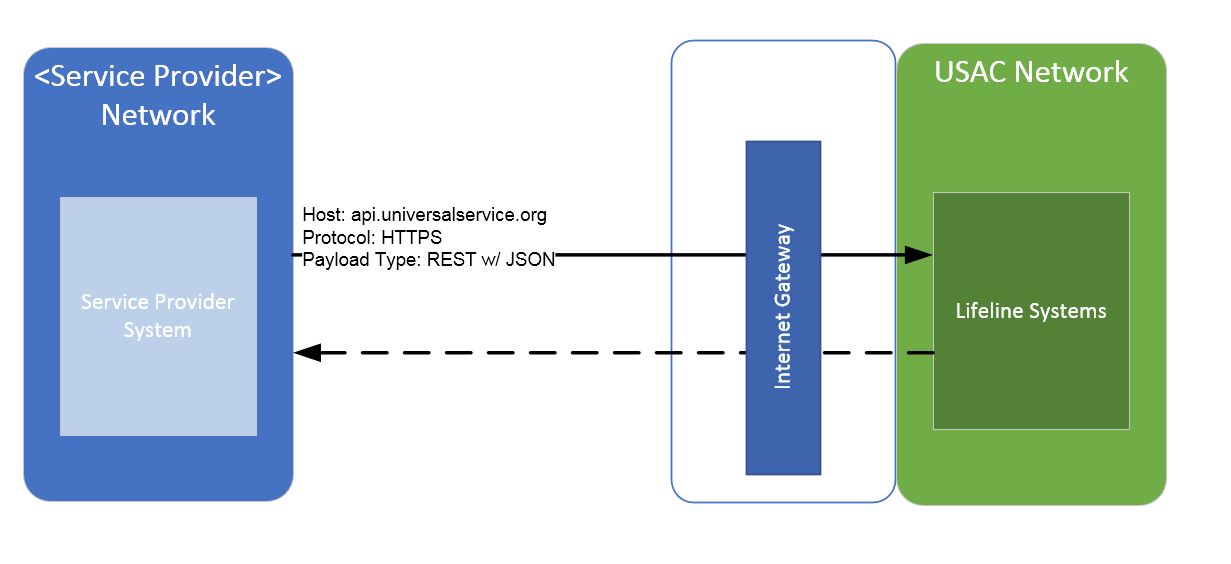 <Service Provider>
Network
USAC Network
Host: api.universalservice.org
Protocol: HTTPS
Payload Type: REST w/ JSON
Service Provider
System
Internet Gateway
Lifeline Systems